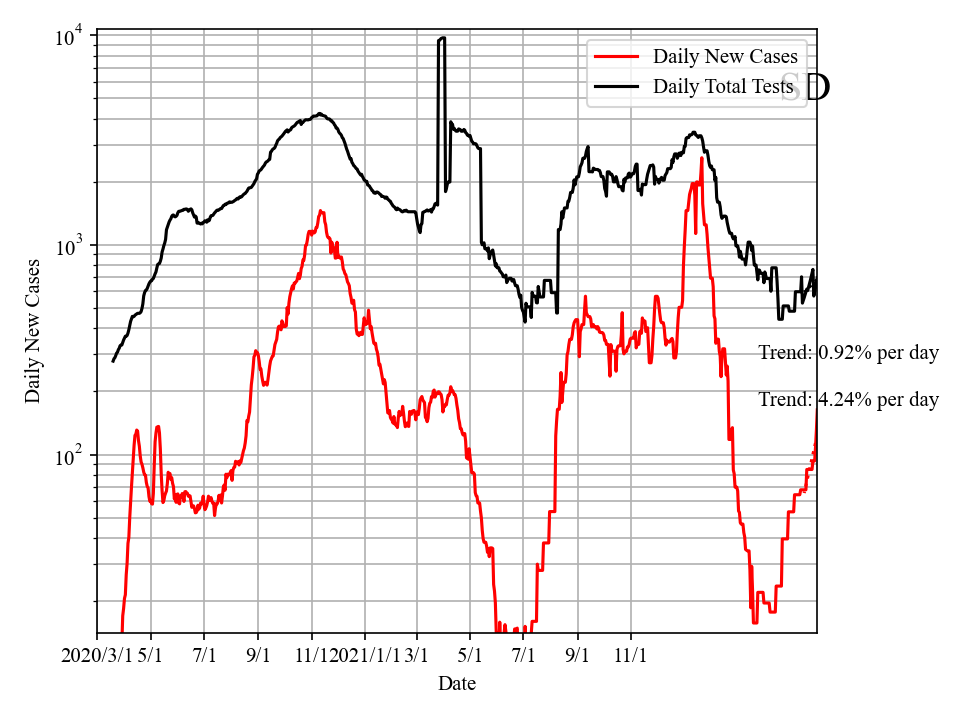 10^4
Daily New Cases
Daily Total Tests
SD
10^3
Daily New Cases
Trend: 0.92% per day
Trend: 4.24% per day
10^2
2020/3/1 5/1 7/1 9/1 11/1 2021/1/1 3/1 5/1 7/1 9/1 11/1
Date